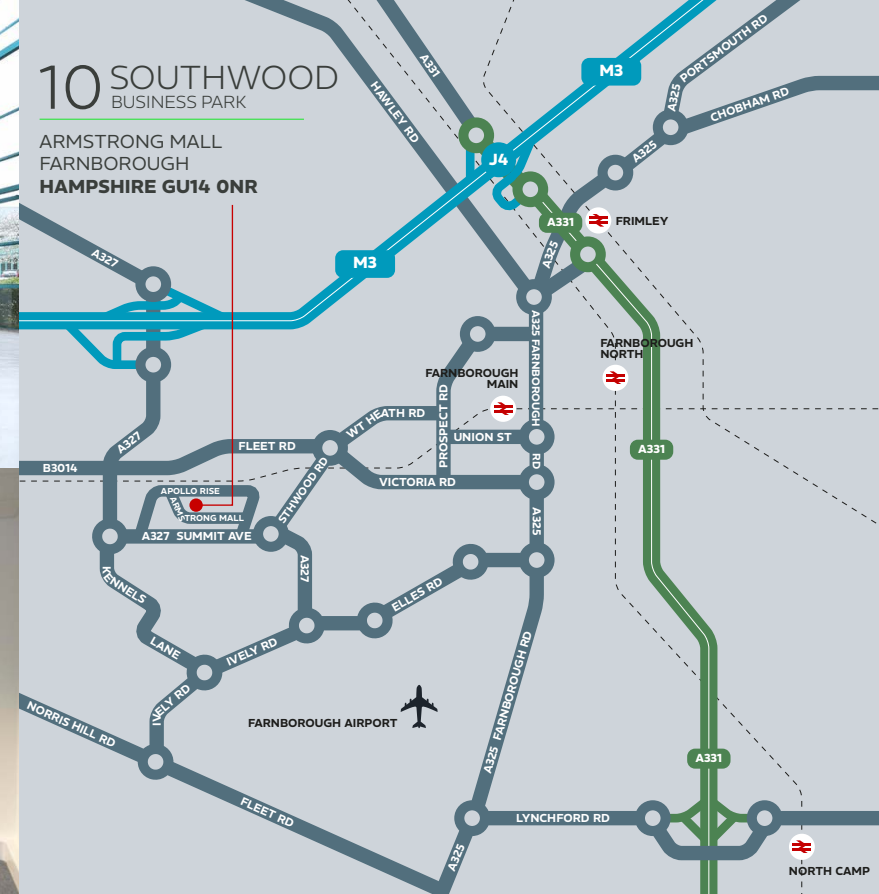 10 SOUTHWOOD
BUSINESS PARK
ARMSTRONG MALL
FARNBOROUGH
HAMPSHIRE GU14 0NR
A331
HAWLEY RD
M3
A325 PORTSMOUTH RD
CHOBHAM RD
A325
J4
A331
FRIMLEY
A325
A327
M3
A325 FARNBOROUGH RD
FARNBOROUGH
NORTH
FARNBOROUGH
MAIN
PROSPECT RD
WT HEATH RD
UNION ST
A327
FLEET RD
B3014
VICTORIA RD
A331
STHWOOD RD
APOLLO RISE
ARMSTRONG MALL
A327 SUMMIT AVE
A325
A327
KENNELS
LANE
ELLES RD
IVELY RD
IVELY RD
A325 FARNBOROUGH RD
NORRIS HILL RD
FARNBOROUGH AIRPORT
A331
FLEET RD
LYNCHFORD RD
A325
NORTH CAMP